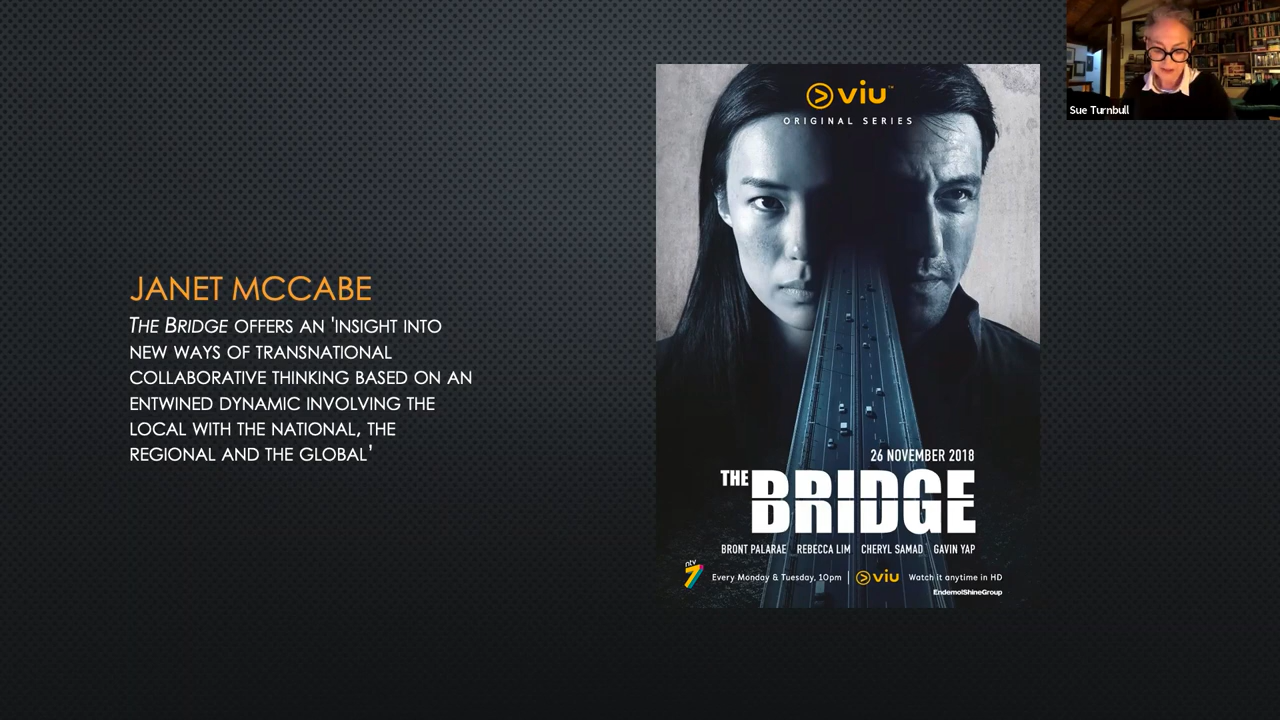 JANET MCCABE
THE BRIDGE OFFERS AN 'INSIGHT INTO
NEW WAYS OF TRANSNATIONAL
COLLABORATIVE THINKING BASED ON AN
ENTWINED DYNAMIC INVOLVING THE
LOCAL WITH THE NATIONAL, THE
REGIONAL AND THE GLOBAL’
viu™
ORIGINAL SERIES
26 NOVEMBER 2018
THE BRIDGE
BRONT PALARAE REBECCA LIM CHERYL SAMAD GAVIN YAP
ntv 7 Every Monday & Tuesday, 10pm | viu Watch it anytime in HD
EndemolShineGroup
Sue Turnbull